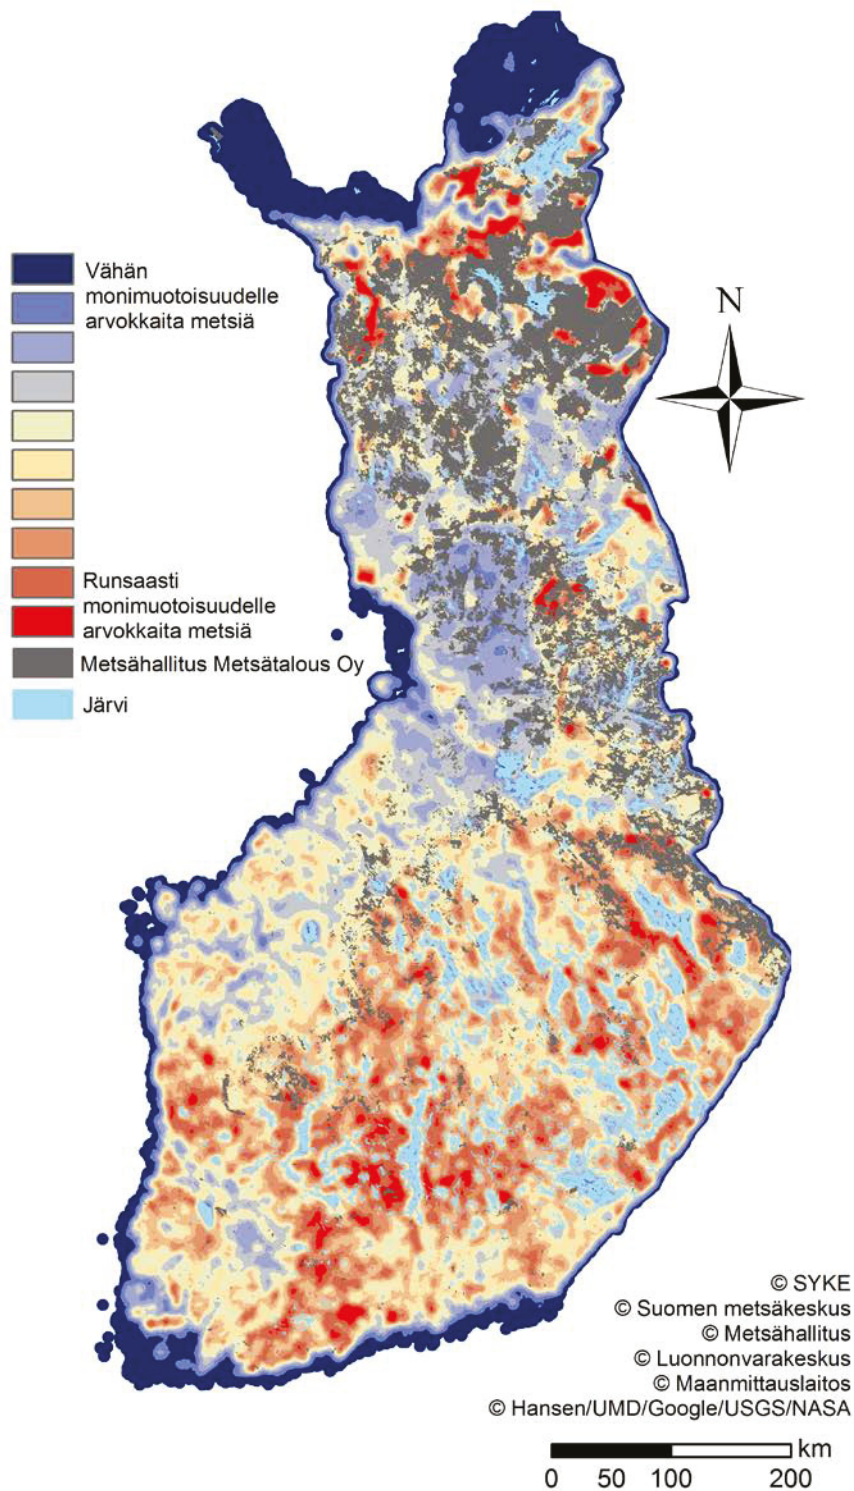 N
Vähän
monimuotoisuudelle
arvokkaita metsiä
Runsaasti
monimuotoisuudelle
arvokkaita metsiä
Metsähallitus Metsätalous Oy
Järvi
© SYKE
© Suomen metsäkeskus
© Metsähallitus
© Luonnonvarakeskus
© Maanmittauslaitos
© Hansen/UMD/Google/USGS/NASA
km
0 50 100 200